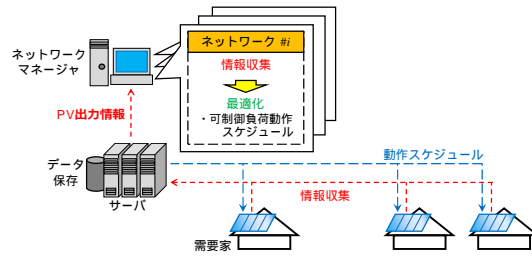 ネットワーク
マネージャ
ネットワーク #i
情報収集
最適化
・可制御負荷動作
スケジュール
PV出力情報
データ
保存
サーバ
動作スケジュール
情報収集
需要家